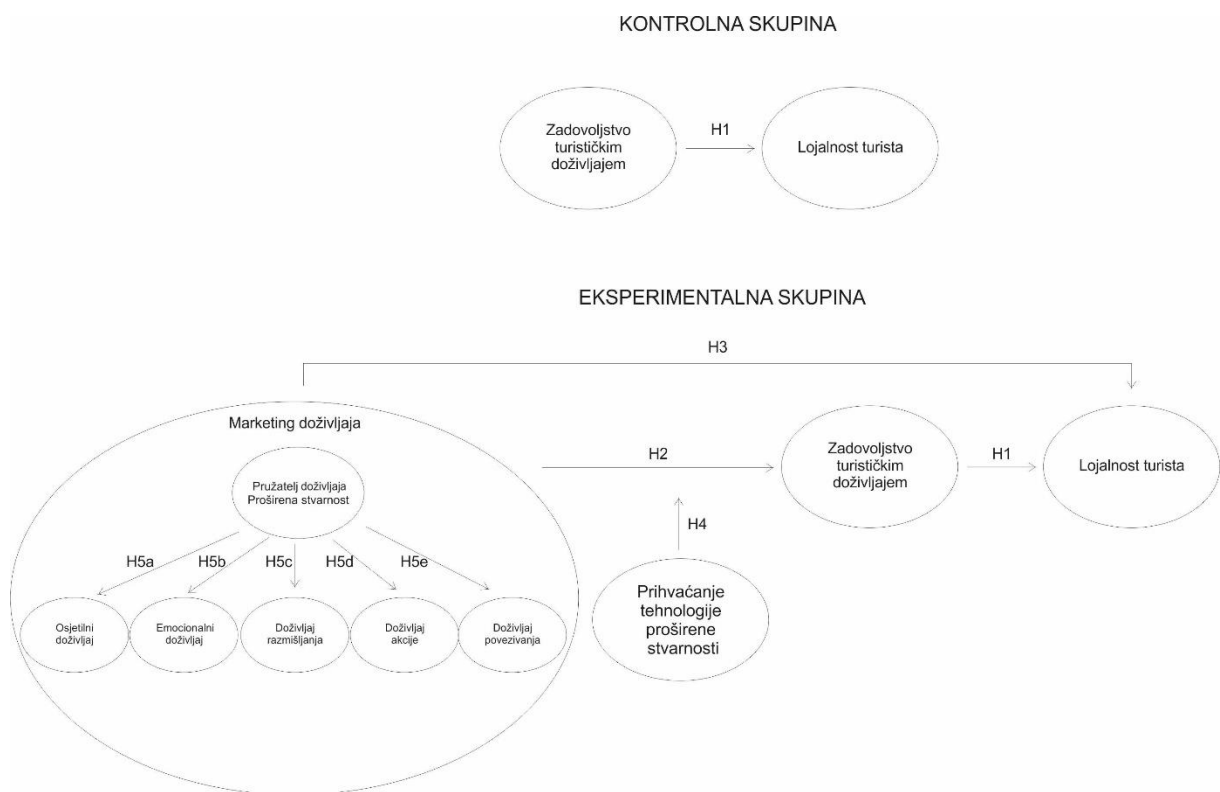 KONTROLNA SKUPINA
Zadovoljstvo
turističkim
doživljajem
H1
Lojalnost turista
EKSPERIMENTALNA SKUPINA
H3
Marketing doživljaja
Pružatelj doživljaja
Proširena stvarnost
H5a
H5b
H5c
H5d
H5e
Osjetilni
doživljaj
Emocionalni
doživljaj
Doživljaj
razmišljanja
Doživljaj
akcije
Doživljaj
povezivanja
H2
H4
Prihvaćanje
tehnologije
proširene
stvarnosti
Zadovoljstvo
turističkim
doživljajem
H1
Lojalnost turista